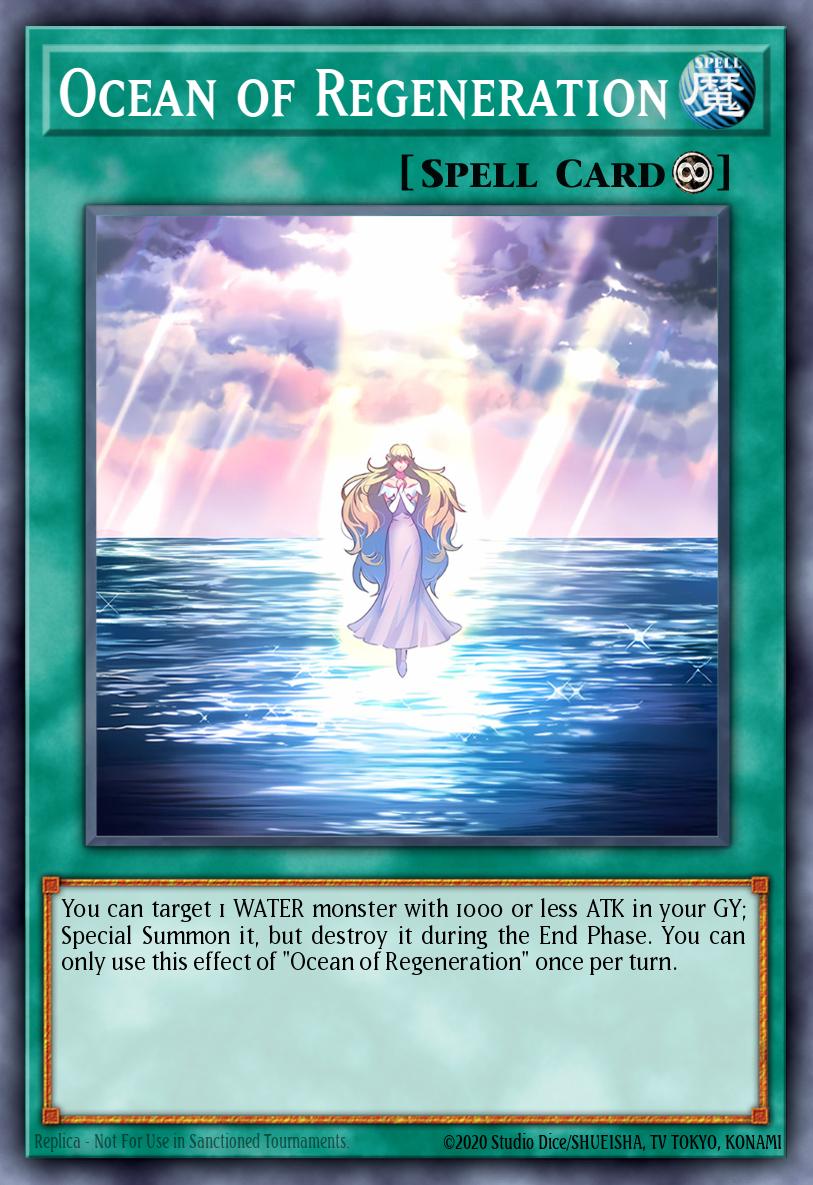 OCEAN OF REGENERATION
SPELL
魔
[SPELL CARD]
You can target 1 WATER monster with 1000 or less ATK in your GY;
Special Summon it, but destroy it during the End Phase. You can
only use this effect of "Ocean of Regeneration" once per turn.
Replica - Not For Use in Sanctioned Tournaments.
©2020 Studio Dice/SHUEISHA, TV TOKYO, KONAMI